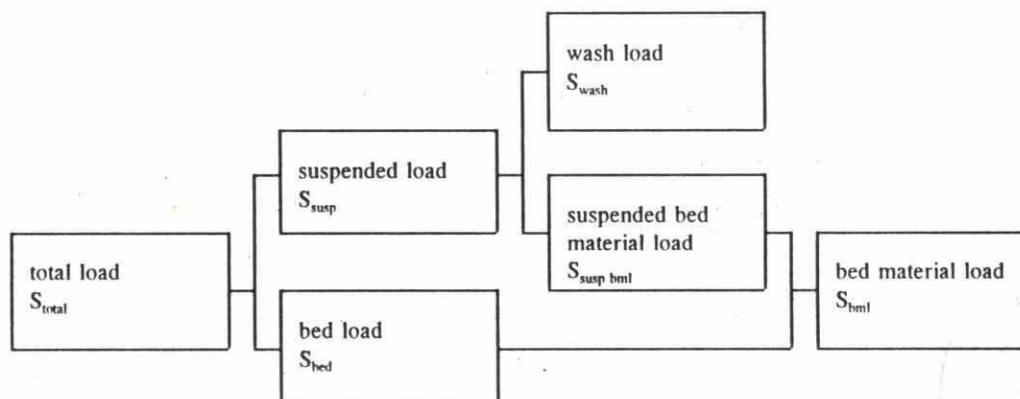 wash load
S_wash
suspended load
S_susp
suspended bed
material load
S_susp bml
total load
S_total
bed material load
S_bml
bed load
S_bed